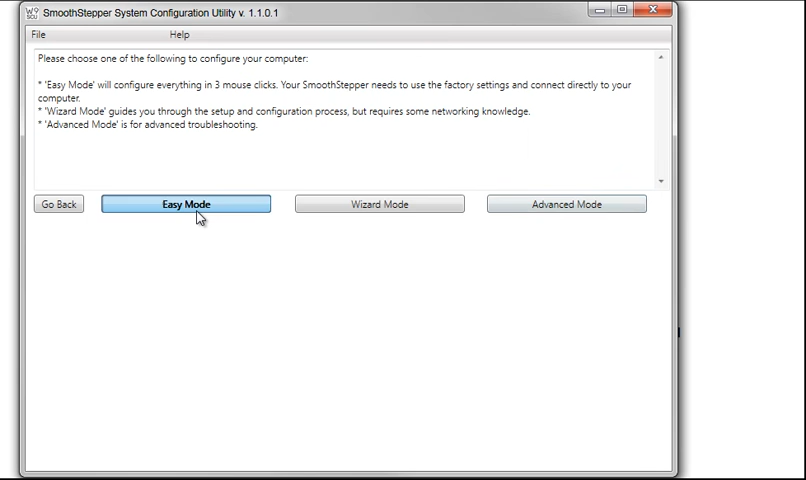 SmoothStepper System Configuration Utility v. 1.1.0.1
File Help
Please choose one of the following to configure your computer:
* 'Easy Mode' will configure everything in 3 mouse clicks. Your SmoothStepper needs to use the factory settings and connect directly to your
computer.
* 'Wizard Mode' guides you through the setup and configuration process, but requires some networking knowledge.
* 'Advanced Mode' is for advanced troubleshooting.
Go Back Easy Mode Wizard Mode Advanced Mode